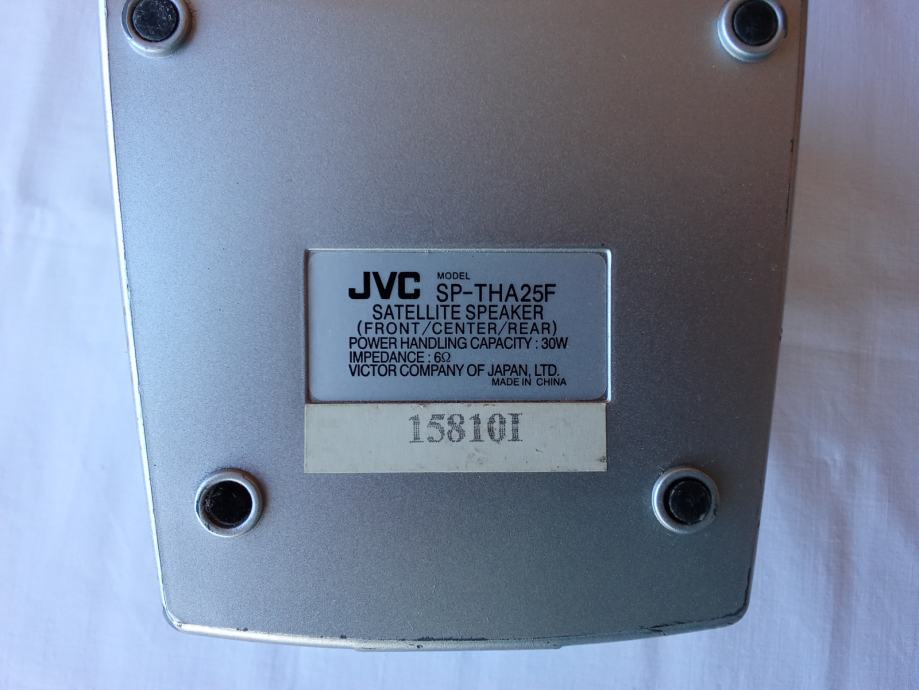 JVC MODEL SP-THA25F
SATELLITE SPEAKER
(FRONT/CENTER/REAR)
POWER HANDLING CAPACITY : 30W
IMPEDANCE : 6Ω
VICTOR COMPANY OF JAPAN, LTD.
MADE IN CHINA
15810I